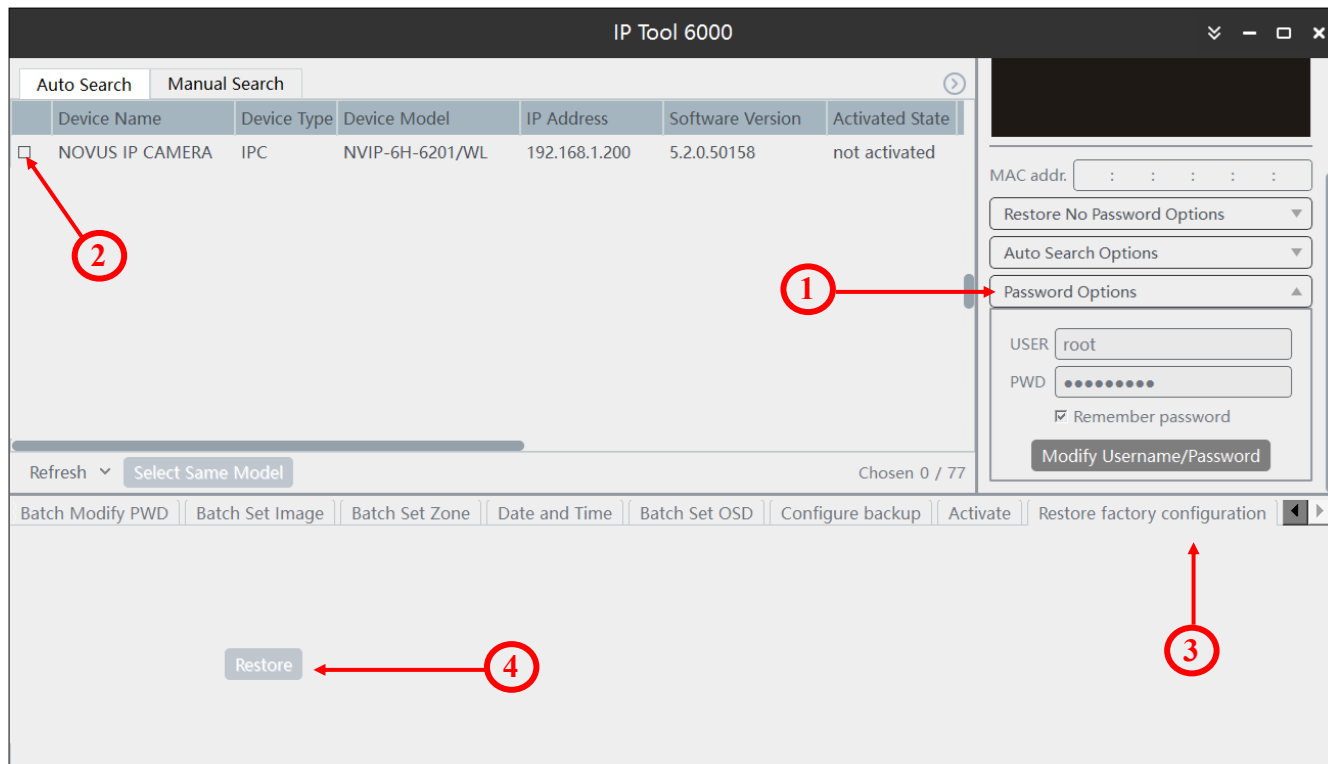 IP Tool 6000
Auto Search Manual Search
Device Name Device Type Device Model IP Address Software Version Activated State
NOVUS IP CAMERA IPC NVIP-6H-6201/WL 192.168.1.200 5.2.0.50158 not activated
2
1
Refresh Select Same Model Chosen 0 / 77
MAC addr. : : : : :
Restore No Password Options
Auto Search Options
Password Options
USER root
PWD ●●●●●●●●●
Remember password
Modify Username/Password
Batch Modify PWD Batch Set Image Batch Set Zone Date and Time Batch Set OSD Configure backup Activate Restore factory configuration
3
Restore 4